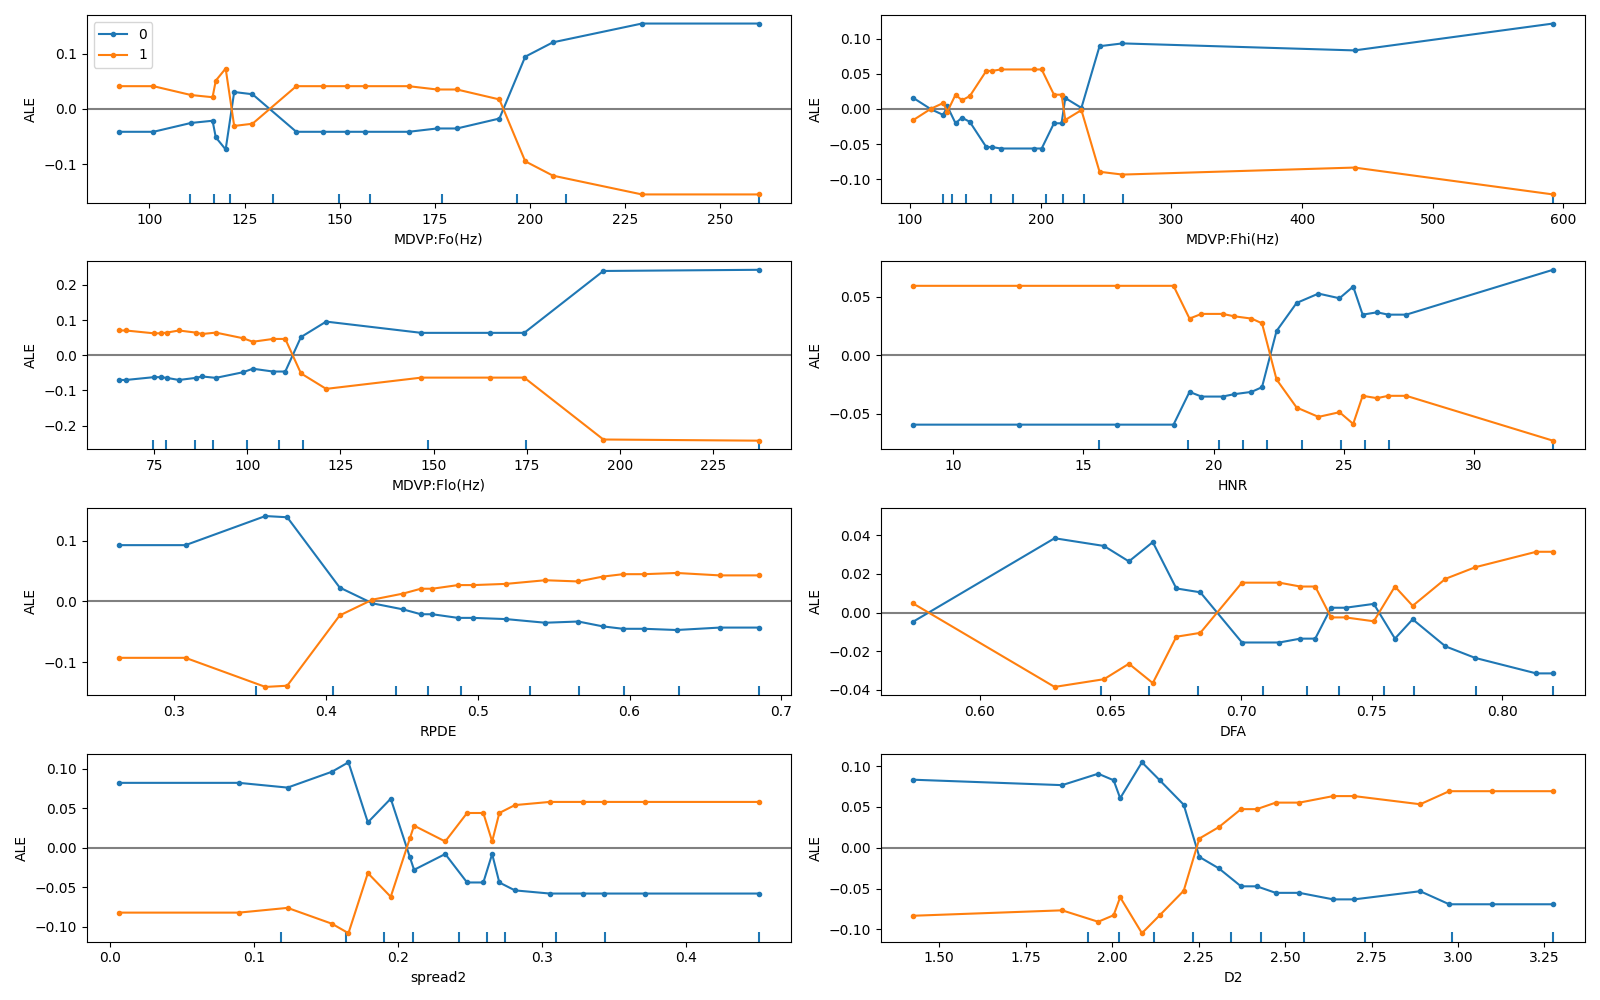 0
1
0.1
0.0
−0.1
ALE
100 125 150 175 200 225 250
MDVP:Fo(Hz)
0.10
0.05
0.00
−0.05
−0.10
ALE
100 200 300 400 500 600
MDVP:Fhi(Hz)
0.2
0.1
0.0
−0.1
−0.2
ALE
75 100 125 150 175 200 225
MDVP:Flo(Hz)
0.05
0.00
−0.05
ALE
10 15 20 25 30
HNR
0.1
0.0
−0.1
ALE
0.3 0.4 0.5 0.6 0.7
RPDE
0.04
0.02
0.00
−0.02
−0.04
ALE
0.60 0.65 0.70 0.75 0.80
DFA
0.10
0.05
0.00
−0.05
−0.10
ALE
0.0 0.1 0.2 0.3 0.4
spread2
0.10
0.05
0.00
−0.05
−0.10
ALE
1.50 1.75 2.00 2.25 2.50 2.75 3.00 3.25
D2